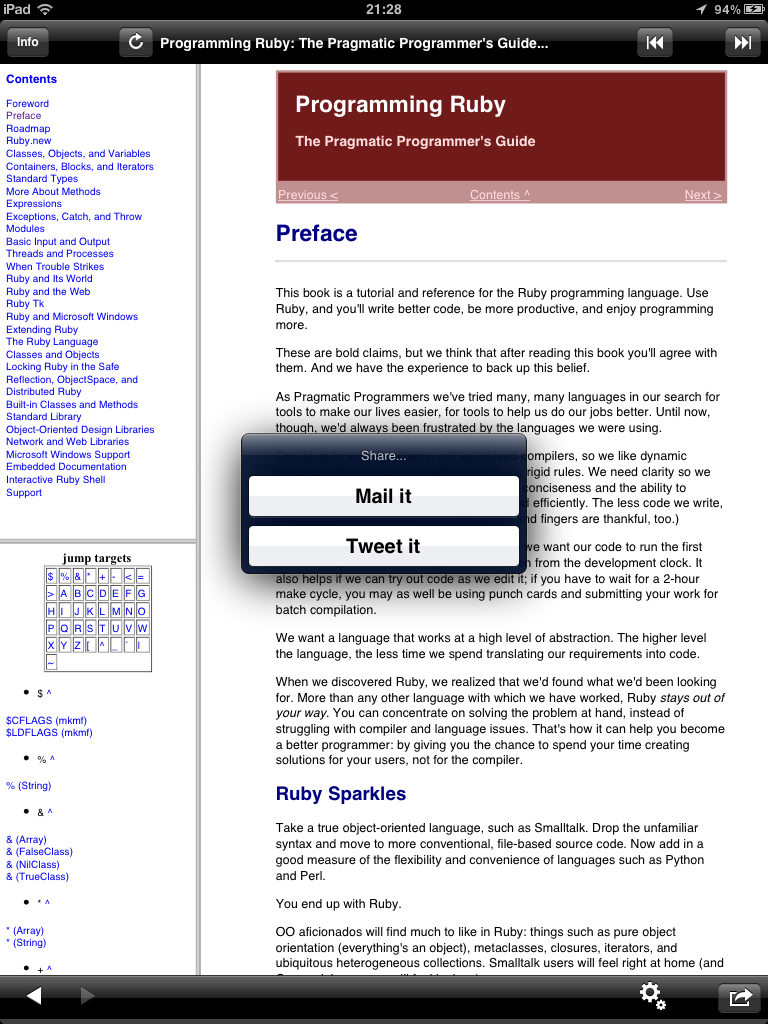 iPad 21:28 94%
Info Programming Ruby: The Pragmatic Programmer's Guide...
Contents
Foreword
Preface
Roadmap
Ruby.new
Classes, Objects, and Variables
Containers, Blocks, and Iterators
Standard Types
More About Methods
Expressions
Exceptions, Catch, and Throw
Modules
Basic Input and Output
Threads and Processes
When Trouble Strikes
Ruby and Its World
Ruby and the Web
Ruby Tk
Ruby and Microsoft Windows
Extending Ruby
The Ruby Language
Classes and Objects
Locking Ruby in the Safe
Reflection, ObjectSpace, and
Distributed Ruby
Built-in Classes and Methods
Standard Library
Object-Oriented Design Libraries
Network and Web Libraries
Microsoft Windows Support
Embedded Documentation
Interactive Ruby Shell
Support
jump targets
$ % & * + - < =
> A B C D E F G
H I J K L M N O
P Q R S T U V W
X Y Z [ ^ _ ` |
~
• $ ^
$CFLAGS (mkmf)
$LDFLAGS (mkmf)
• % ^
% (String)
• & ^
& (Array)
& (FalseClass)
& (NilClass)
& (TrueClass)
• * ^
* (Array)
* (String)
• + ^
Programming Ruby
The Pragmatic Programmer's Guide
Previous < Contents ^ Next >
Preface
This book is a tutorial and reference for the Ruby programming language. Use
Ruby, and you'll write better code, be more productive, and enjoy programming
more.
These are bold claims, but we think that after reading this book you'll agree with
them. And we have the experience to back up this belief.
As Pragmatic Programmers we've tried many, many languages in our search for
tools to make our lives easier, for tools to help us do our jobs better. Until now,
though, we'd always been frustrated by the languages we were using.
compilers, so we like dynamic
rigid rules. We need clarity so we
conciseness and the ability to
efficiently. The less code we write,
and fingers are thankful, too.)
we want our code to run the first
from the development clock. It
also helps if we can try out code as we edit it; if you have to wait for a 2-hour
make cycle, you may as well be using punch cards and submitting your work for
batch compilation.
We want a language that works at a high level of abstraction. The higher level
the language, the less time we spend translating our requirements into code.
When we discovered Ruby, we realized that we'd found what we'd been looking
for. More than any other language with which we have worked, Ruby stays out of
your way. You can concentrate on solving the problem at hand, instead of
struggling with compiler and language issues. That's how it can help you become
a better programmer: by giving you the chance to spend your time creating
solutions for your users, not for the compiler.
Ruby Sparkles
Take a true object-oriented language, such as Smalltalk. Drop the unfamiliar
syntax and move to more conventional, file-based source code. Now add in a
good measure of the flexibility and convenience of languages such as Python
and Perl.
You end up with Ruby.
OO aficionados will find much to like in Ruby: things such as pure object
orientation (everything's an object), metaclasses, closures, iterators, and
ubiquitous heterogeneous collections. Smalltalk users will feel right at home (and
Share...
Mail it
Tweet it